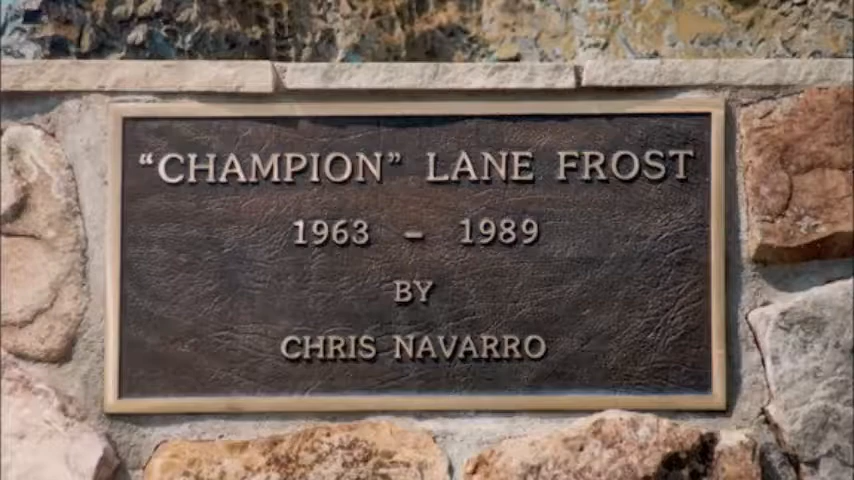 “CHAMPION” LANE FROST
1963 – 1989
BY
CHRIS NAVARRO